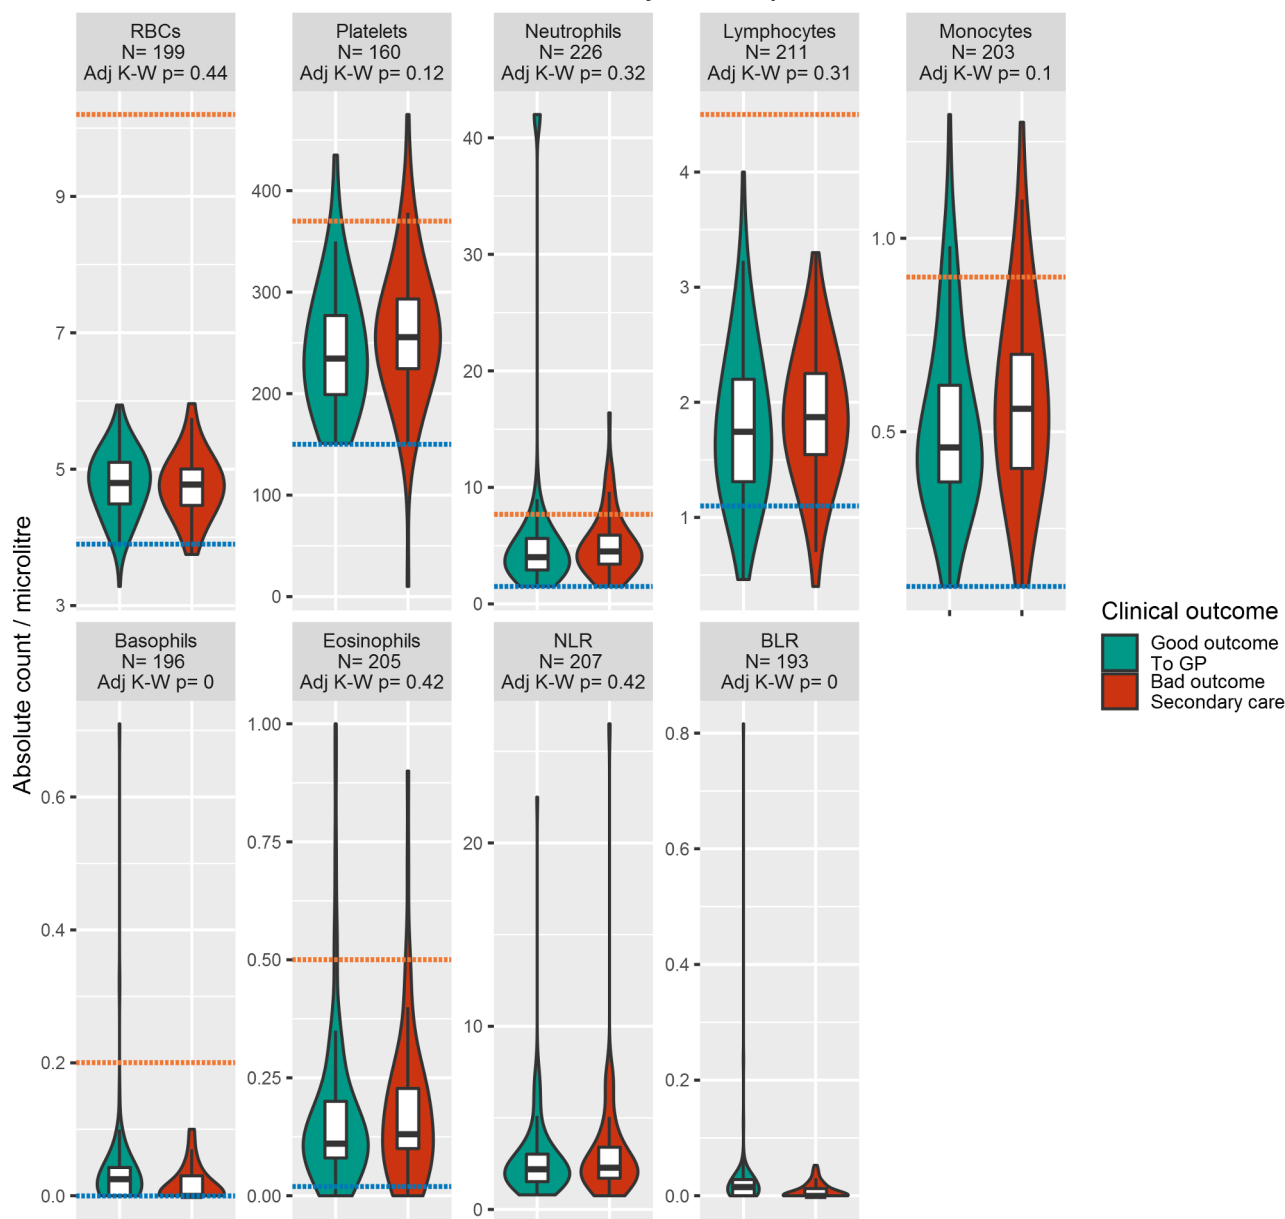 RBCs
N= 199
Adj K-W p= 0.44
Platelets
N= 160
Adj K-W p= 0.12
Neutrophils
N= 226
Adj K-W p= 0.32
Lymphocytes
N= 211
Adj K-W p= 0.31
Monocytes
N= 203
Adj K-W p= 0.1
9
7
5
3
400
300
200
100
0
40
30
20
10
0
4
3
2
1
1.0
0.5
Absolute count / microlitre
Basophils
N= 196
Adj K-W p= 0
Eosinophils
N= 205
Adj K-W p= 0.42
NLR
N= 207
Adj K-W p= 0.42
BLR
N= 193
Adj K-W p= 0
0.6
0.4
0.2
0.0
1.00
0.75
0.50
0.25
0.00
20
10
0
0.8
0.6
0.4
0.2
0.0
Clinical outcome
Good outcome
To GP
Bad outcome
Secondary care